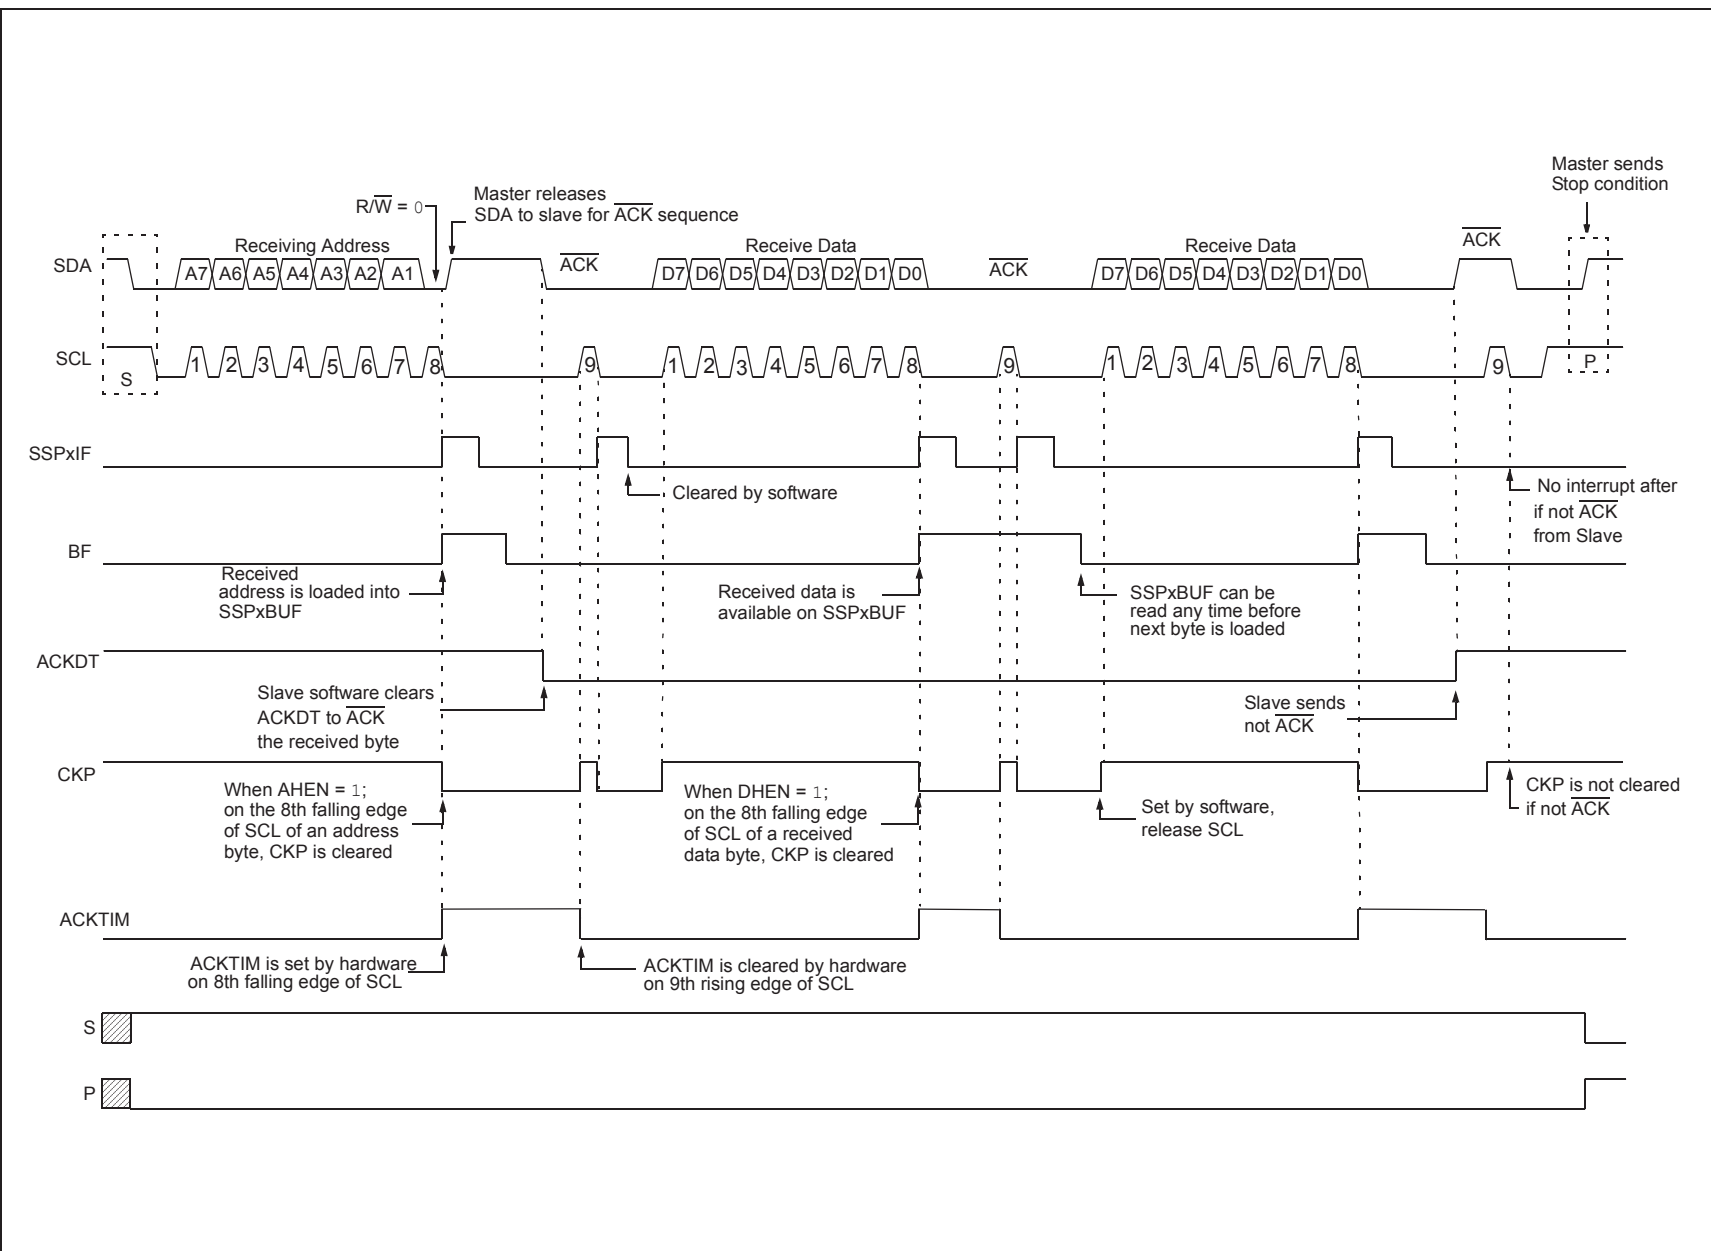 Master sends
Stop condition
R/W̅ = 0
Master releases
SDA to slave for A̅C̅K̅ sequence
SDA
Receiving Address
A7 A6 A5 A4 A3 A2 A1
A̅C̅K̅
Receive Data
D7 D6 D5 D4 D3 D2 D1 D0
A̅C̅K̅
Receive Data
D7 D6 D5 D4 D3 D2 D1 D0
A̅C̅K̅
SCL
S
1 2 3 4 5 6 7 8
9
1 2 3 4 5 6 7 8
9
1 2 3 4 5 6 7 8
9
P
SSPxIF
Cleared by software
No interrupt after
if not A̅C̅K̅
from Slave
BF
Received
address is loaded into
SSPxBUF
Received data is
available on SSPxBUF
SSPxBUF can be
read any time before
next byte is loaded
ACKDT
Slave software clears
ACKDT to A̅C̅K̅
the received byte
Slave sends
not A̅C̅K̅
CKP
When AHEN = 1;
on the 8th falling edge
of SCL of an address
byte, CKP is cleared
When DHEN = 1;
on the 8th falling edge
of SCL of a received
data byte, CKP is cleared
Set by software,
release SCL
CKP is not cleared
if not A̅C̅K̅
ACKTIM
ACKTIM is set by hardware
on 8th falling edge of SCL
ACKTIM is cleared by hardware
on 9th rising edge of SCL
S
P